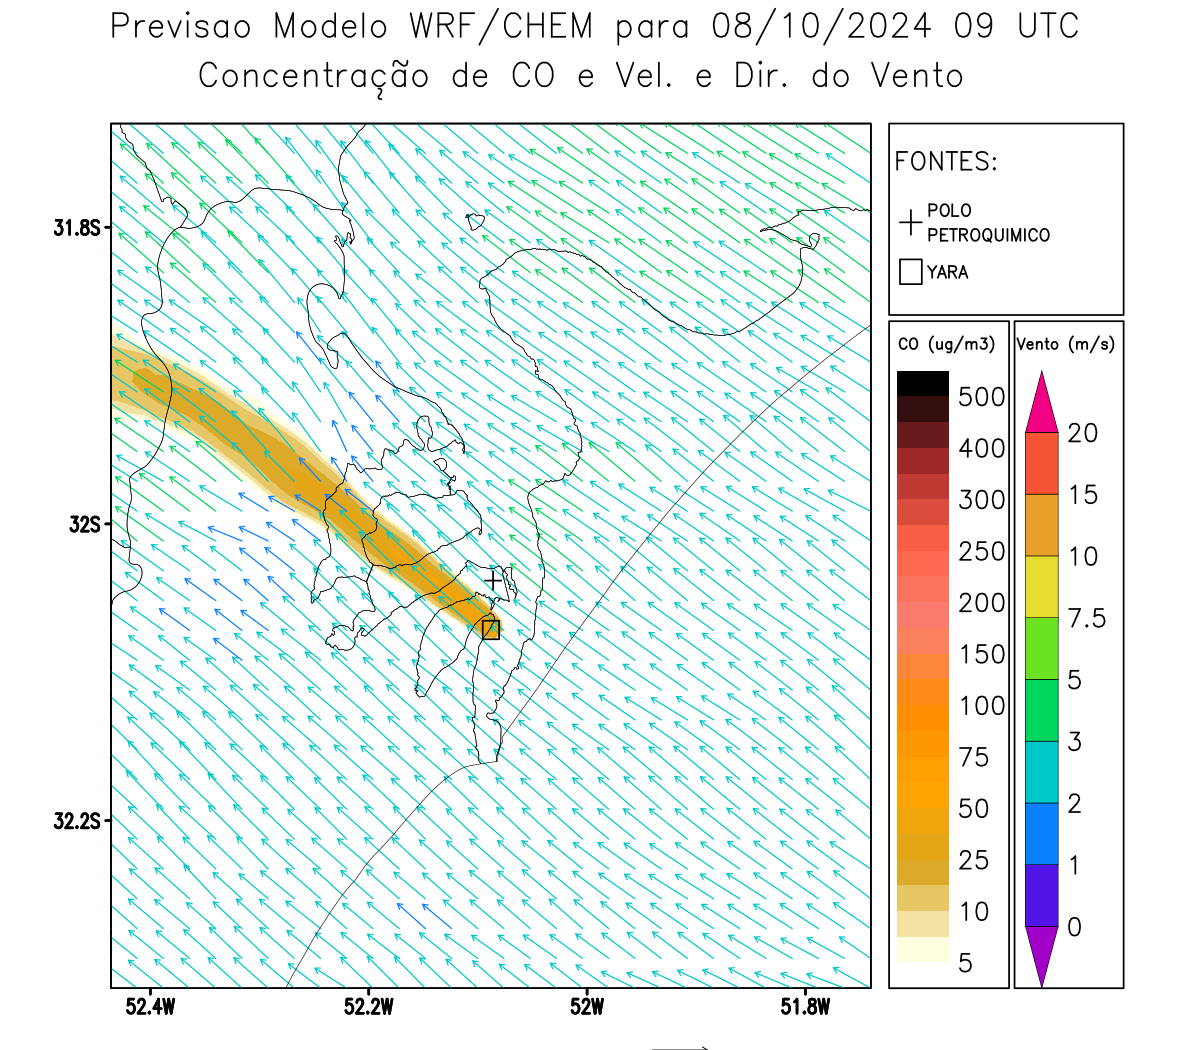 Previsao Modelo WRF/CHEM para 08/10/2024 09 UTC
Concentração de CO e Vel. e Dir. do Vento
FONTES:
POLO
PETROQUIMICO
YARA
CO (ug/m3)
500
400
300
250
200
150
100
75
50
25
10
5
Vento (m/s)
20
15
10
7.5
5
3
2
1
0
31.8S
32S
32.2S
52.4W
52.2W
52W
51.8W